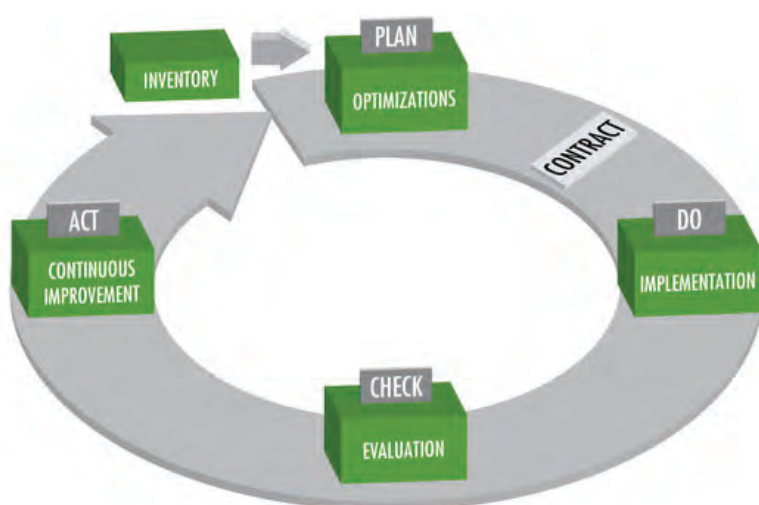 INVENTORY
PLAN
OPTIMIZATIONS
CONTRACT
DO
IMPLEMENTATION
CHECK
EVALUATION
ACT
CONTINUOUS
IMPROVEMENT